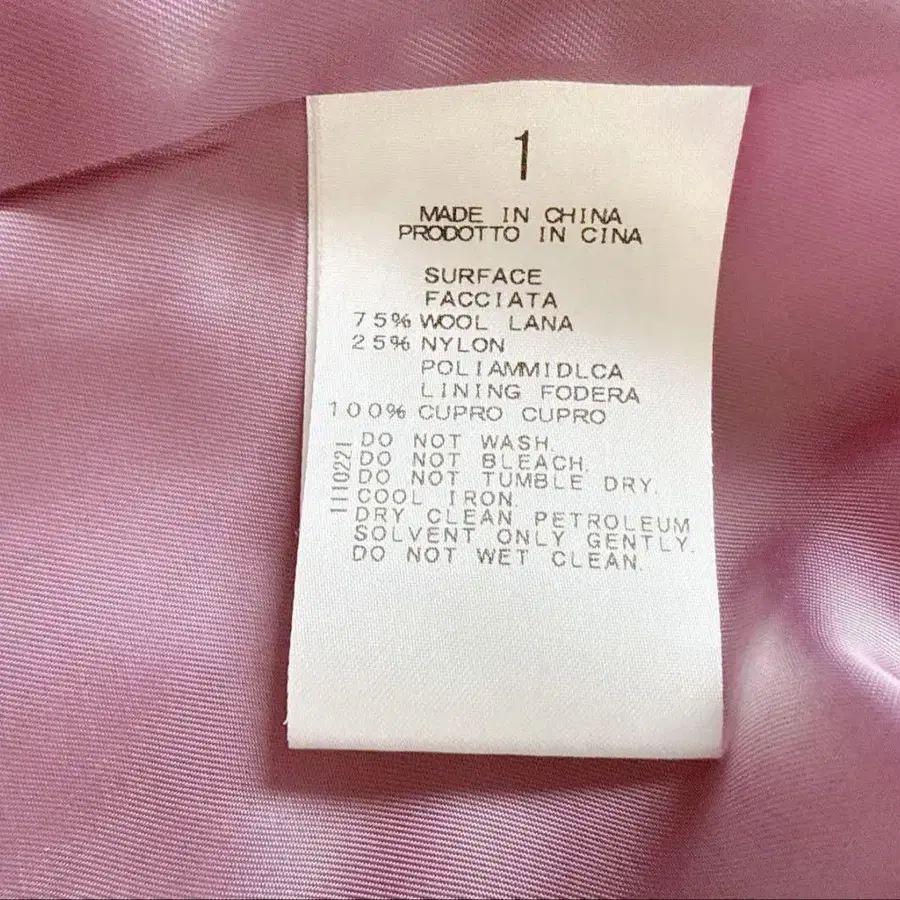 1
MADE IN CHINA
PRODOTTO IN CINA
SURFACE
FACCIATA
75% WOOL LANA
25% NYLON
POLIAMMIDLCA
LINING FODERA
100% CUPRO CUPRO
DO NOT WASH.
DO NOT BLEACH.
DO NOT TUMBLE DRY.
COOL IRON.
DRY CLEAN PETROLEUM
SOLVENT ONLY GENTLY.
DO NOT WET CLEAN.
1110221